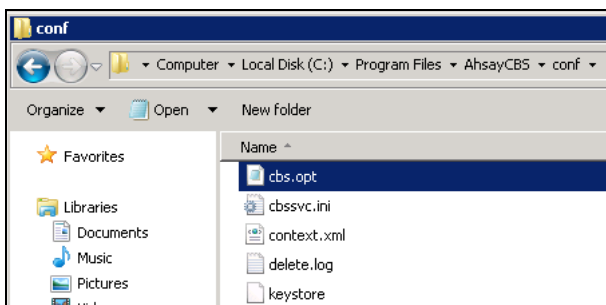 conf
Computer Local Disk (C:) Program Files AhsayCBS conf
Organize Open New folder
Favorites
Libraries
Documents
Music
Pictures
Name
cbs.opt
cbssvc.ini
context.xml
delete.log
keystore